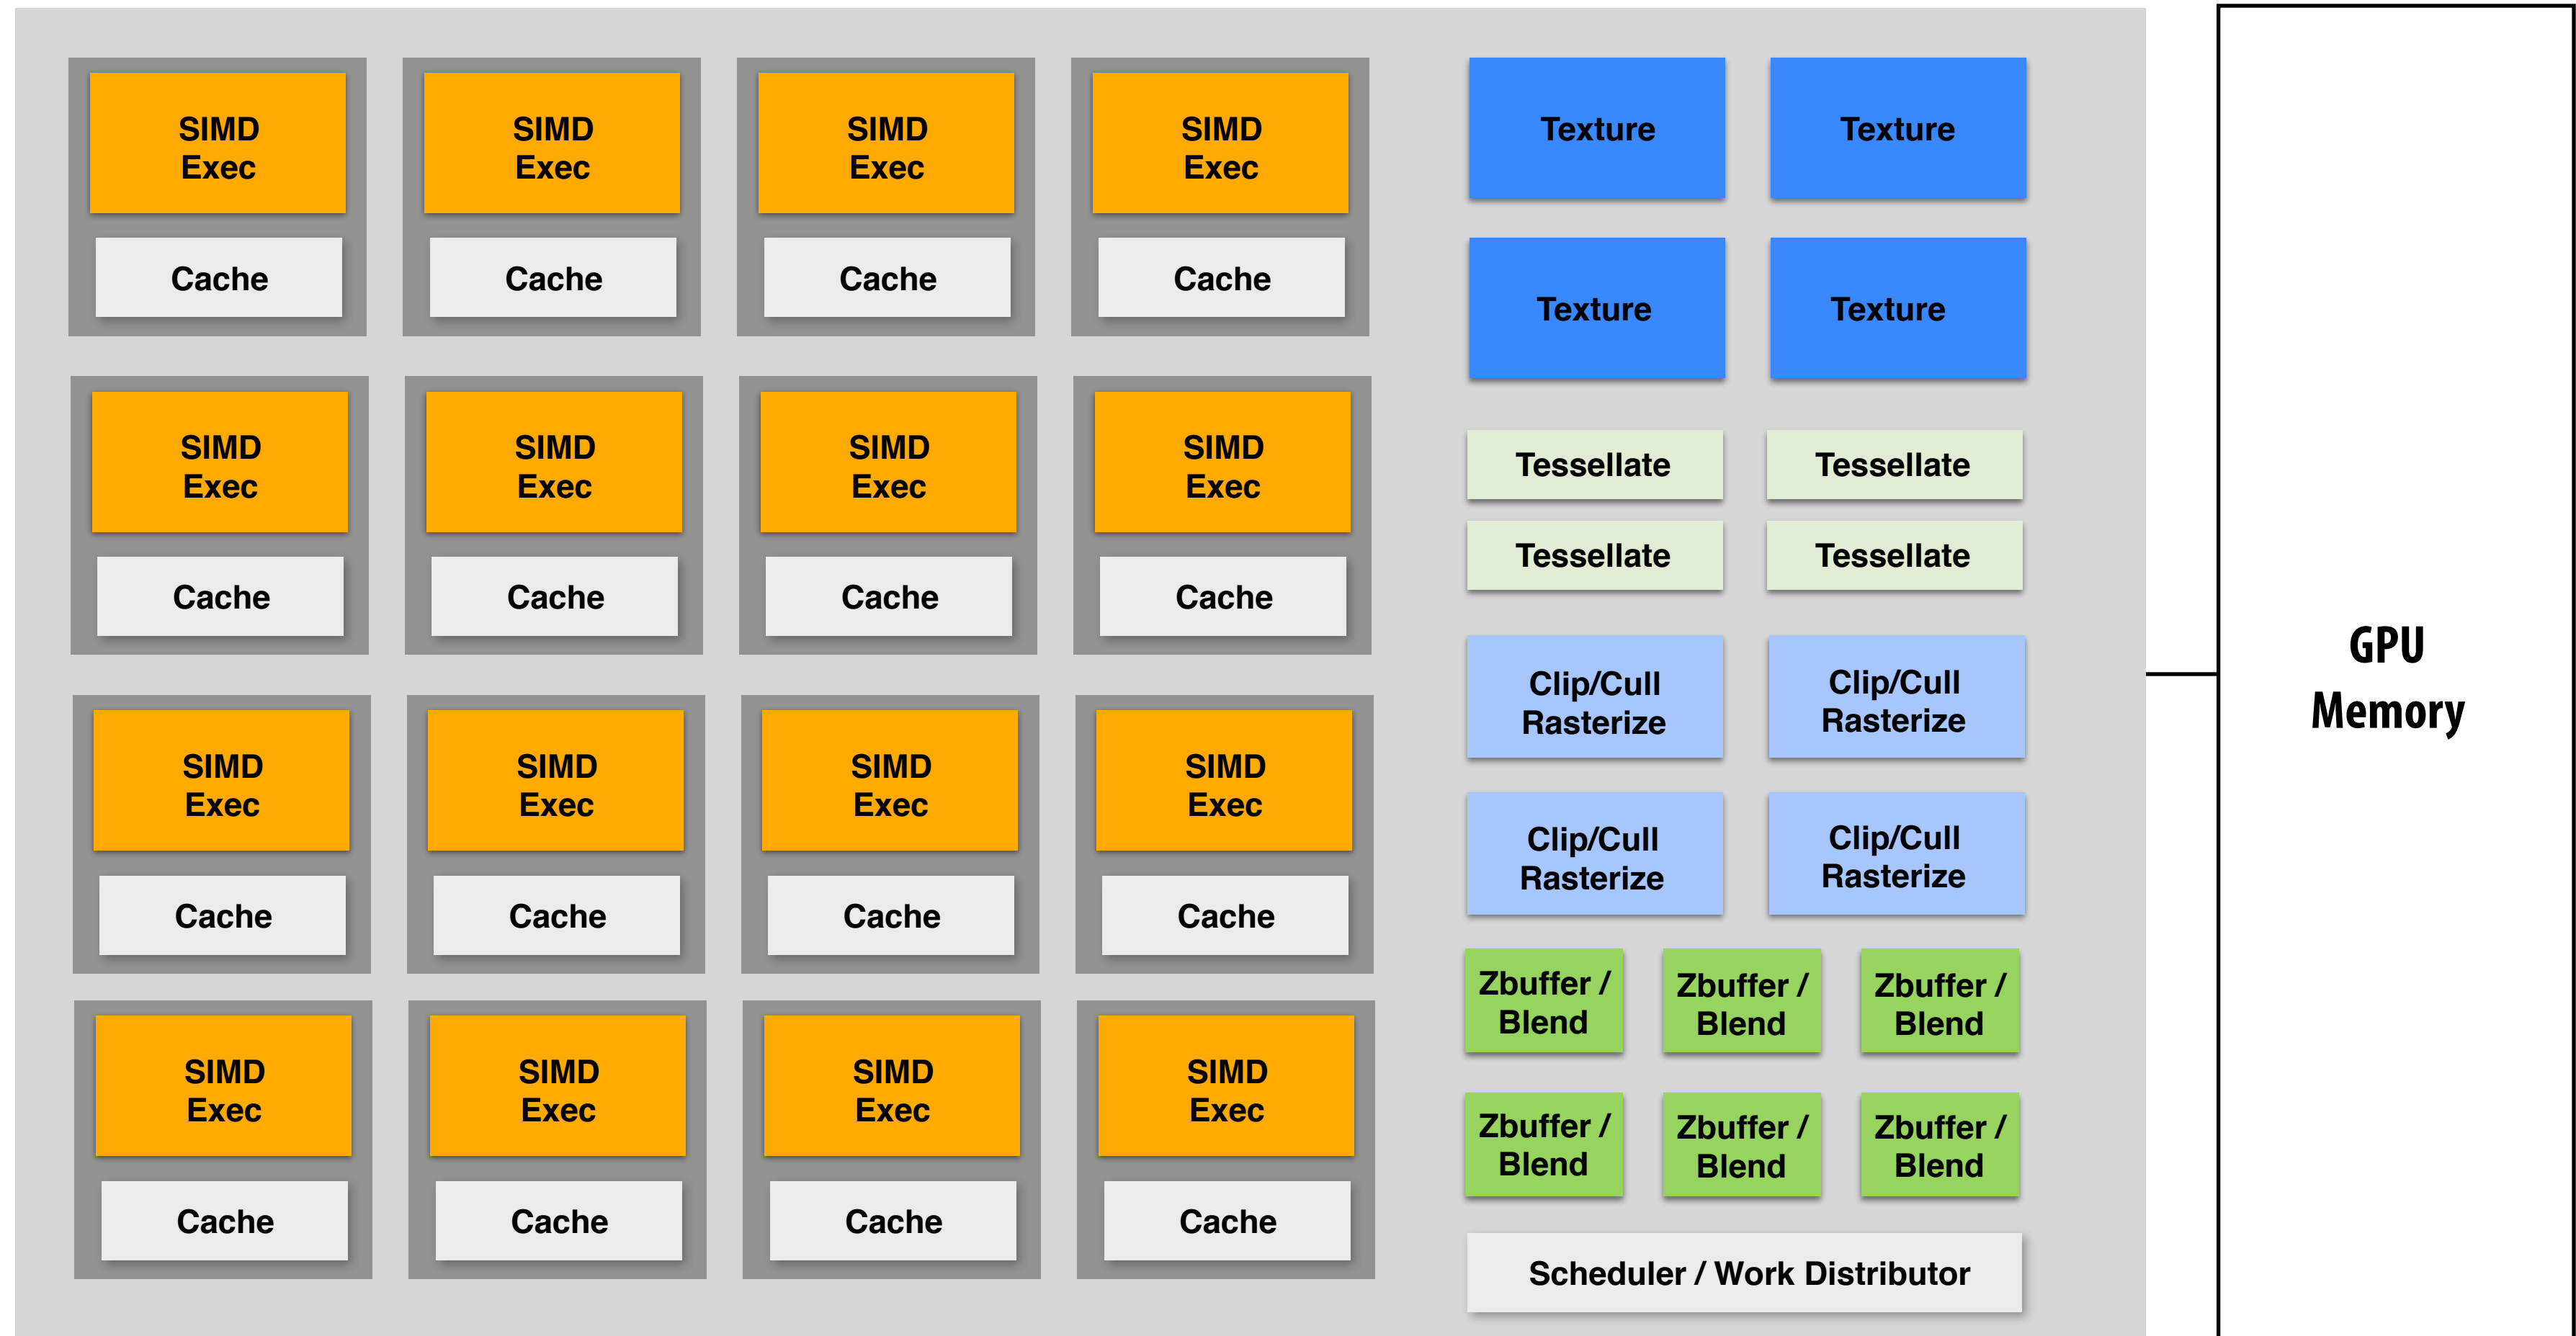 SIMD
Exec
SIMD
Exec
SIMD
Exec
SIMD
Exec
Cache
Cache
Cache
Cache
SIMD
Exec
SIMD
Exec
SIMD
Exec
SIMD
Exec
Cache
Cache
Cache
Cache
SIMD
Exec
SIMD
Exec
SIMD
Exec
SIMD
Exec
Cache
Cache
Cache
Cache
SIMD
Exec
SIMD
Exec
SIMD
Exec
SIMD
Exec
Cache
Cache
Cache
Cache
Texture
Texture
Texture
Texture
Tessellate
Tessellate
Tessellate
Tessellate
Clip/Cull
Rasterize
Clip/Cull
Rasterize
Clip/Cull
Rasterize
Clip/Cull
Rasterize
Zbuffer /
Blend
Zbuffer /
Blend
Zbuffer /
Blend
Zbuffer /
Blend
Zbuffer /
Blend
Zbuffer /
Blend
Scheduler / Work Distributor
GPU
Memory